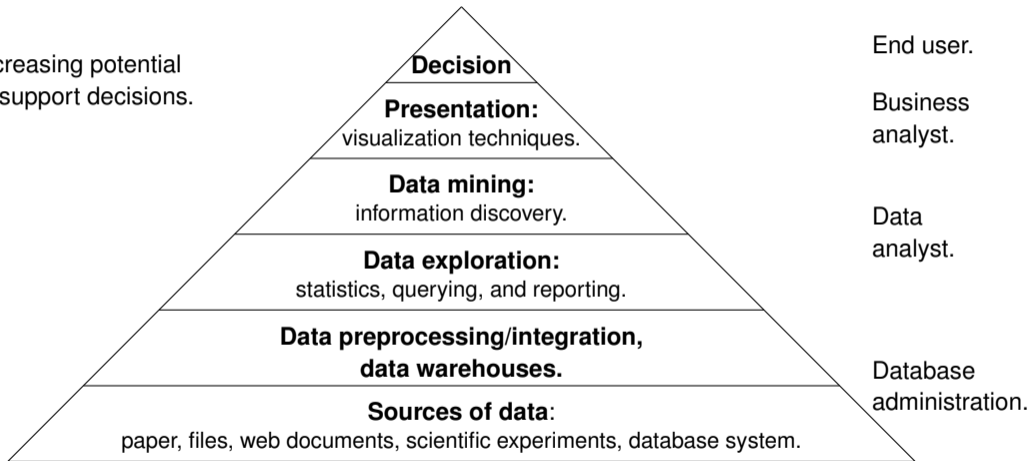 creasing potential
support decisions.
Decision
Presentation:
visualization techniques.
Data mining:
information discovery.
Data exploration:
statistics, querying, and reporting.
Data preprocessing/integration,
data warehouses.
Sources of data:
paper, files, web documents, scientific experiments, database system.
End user.
Business
analyst.
Data
analyst.
Database
administration.